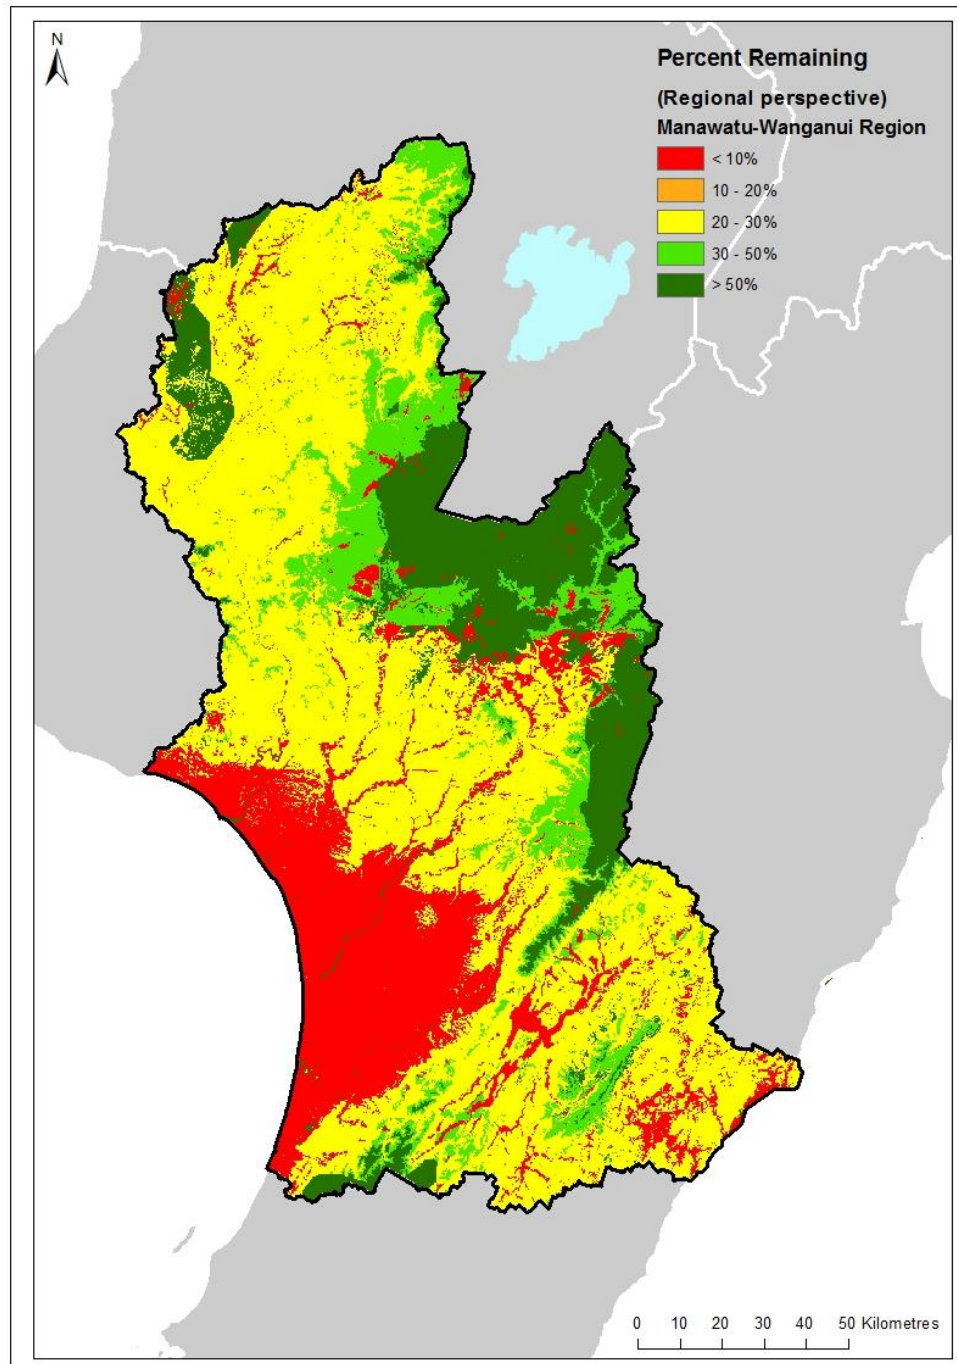 N
Percent Remaining
(Regional perspective)
Manawatu-Wanganui Region
< 10%
10 - 20%
20 - 30%
30 - 50%
> 50%
0 10 20 30 40 50 Kilometres